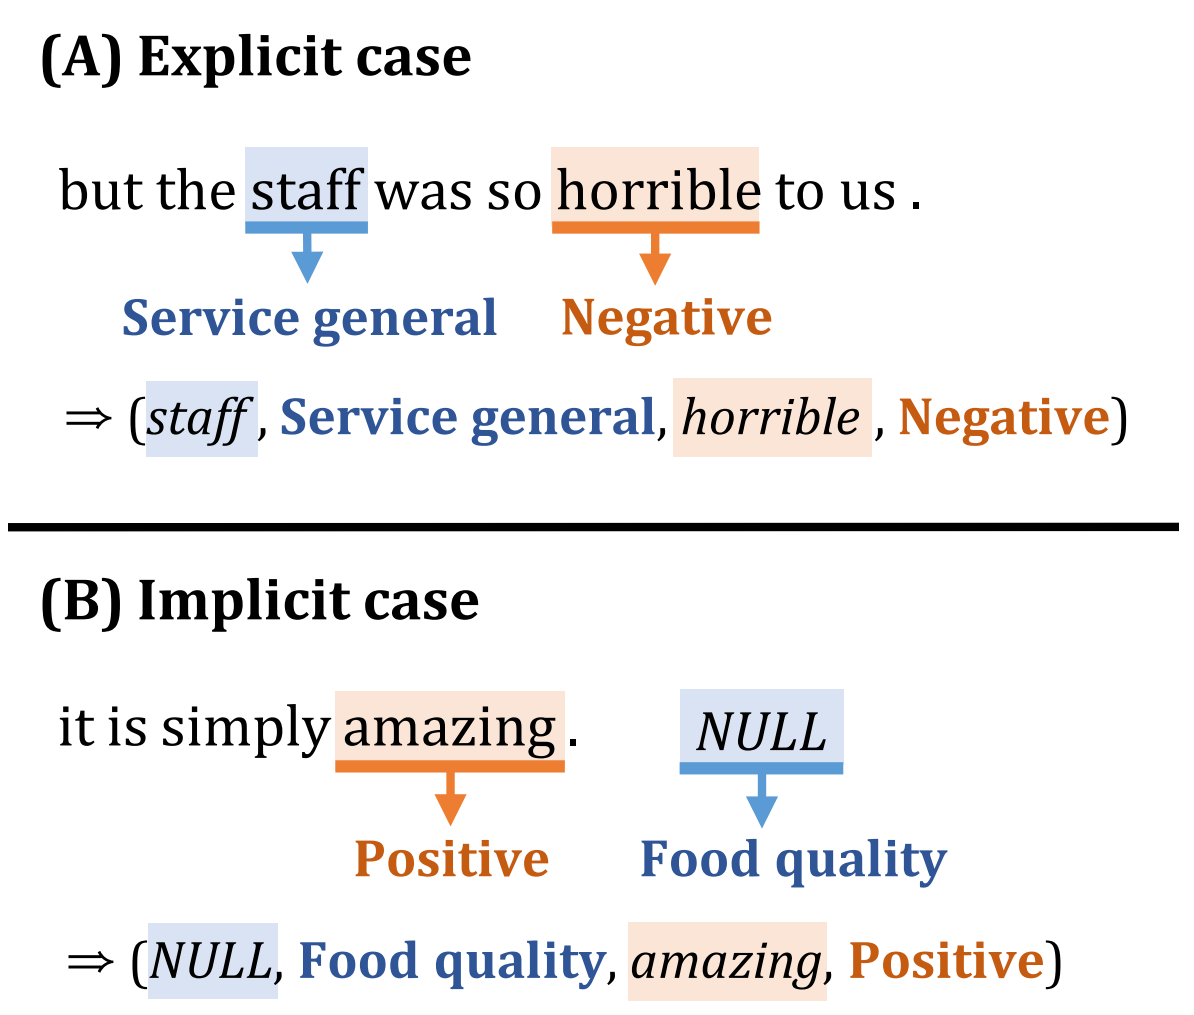 (A) Explicit case
but the staff was so horrible to us .
Service general Negative
⇒ (staff, Service general, horrible , Negative)
(B) Implicit case
it is simply amazing . NULL
Positive Food quality
⇒ (NULL, Food quality, amazing, Positive)